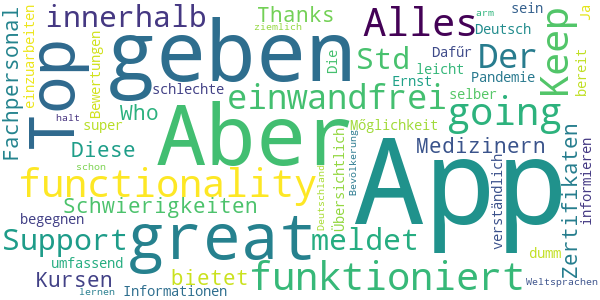 innerhalb
Thanks
Alles
sein
arm
Ja
ziemlich
Deutsch
Top
geben
Std
Der
Keep
Dafür
Die
Fachpersonal
einzuarbeiten
Bewertungen
leicht
Ernst
Pandemie
bereit
schlechte
einwandfrei
selber
going
Who
super
halt
Aber
Möglichkeit
Diese
Medizinern
App
Übersichtlich
Bevölkerung
verständlich
Zertifikaten
informieren
schon
Deutschland
functionality
Schwierigkeiten
begegnen
great
Support
meldet
umfassend
bietet
funktioniert
dumm
Kursen
lernen
Informationen
Weltsprachen